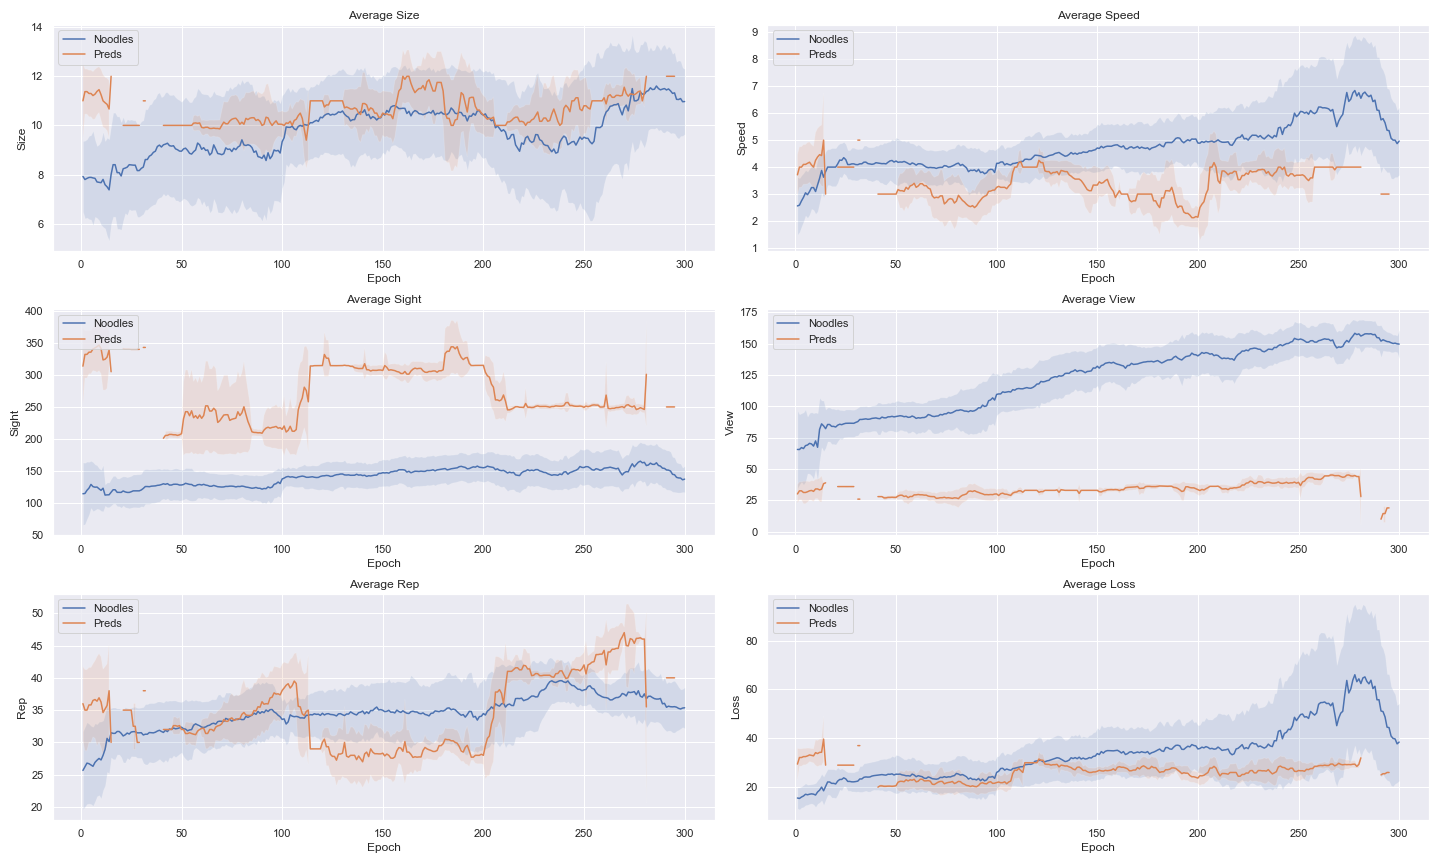 Average Size
Noodles
Preds
Size
14
12
10
8
6
0 50 100 150 200 250 300
Epoch
Average Speed
Noodles
Preds
Speed
9
8
7
6
5
4
3
2
1
0 50 100 150 200 250 300
Epoch
Average Sight
Noodles
Preds
Sight
400
350
300
250
200
150
100
50
0 50 100 150 200 250 300
Epoch
Average View
Noodles
Preds
View
175
150
125
100
75
50
25
0
0 50 100 150 200 250 300
Epoch
Average Rep
Noodles
Preds
Rep
50
45
40
35
30
25
20
0 50 100 150 200 250 300
Epoch
Average Loss
Noodles
Preds
Loss
80
60
40
20
0 50 100 150 200 250 300
Epoch